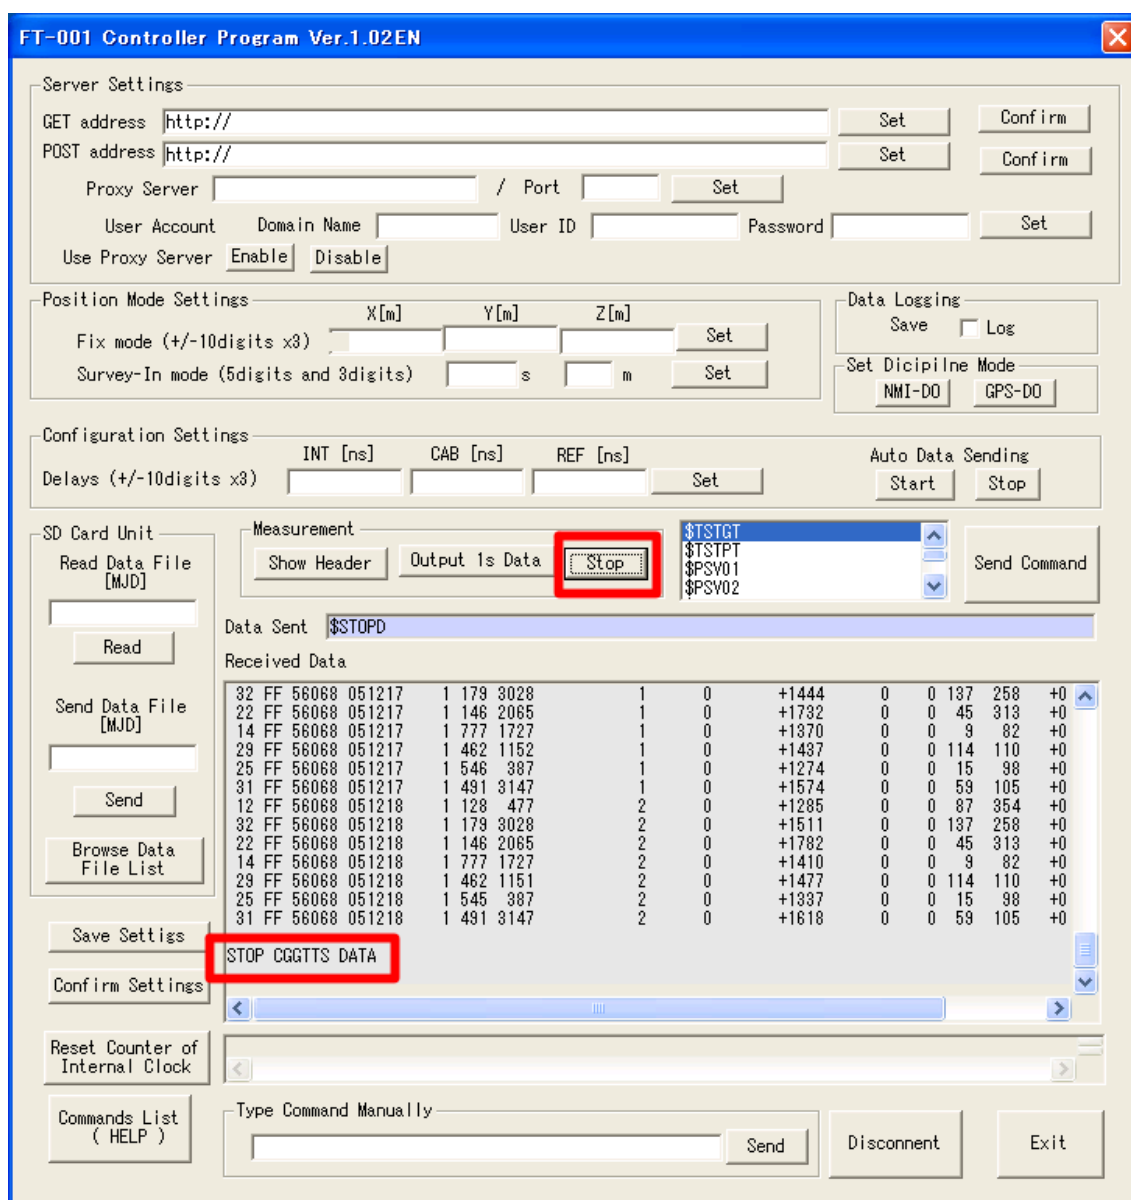 FT-001 Controller Program Ver.1.02EN
Server Settings
GET address http:// Set Confirm
POST address http:// Set Confirm
Proxy Server / Port Set
User Account Domain Name User ID Password Set
Use Proxy Server Enable Disable
Position Mode Settings
X[m] Y[m] Z[m]
Fix mode (+/-10digits x3) Set
Survey-In mode (5digits and 3digits) s m Set
Data Logging
Save Log
Set Dicipilne Mode
NMI-DO GPS-DO
Configuration Settings
INT [ns] CAB [ns] REF [ns]
Delays (+/-10digits x3) Set
Auto Data Sending
Start Stop
SD Card Unit
Read Data File
[MJD]
Read
Send Data File
[MJD]
Send
Browse Data
File List
Measurement
Show Header Output 1s Data Stop
$TSTGT
$TSTPT
$PSV01
$PSV02
Send Command
Data Sent $STOPD
Received Data
32 FF 56068 051217 1 179 3028 1 0 +1444 0 0 137 258 +0
22 FF 56068 051217 1 146 2065 1 0 +1732 0 0 45 313 +0
14 FF 56068 051217 1 777 1727 1 0 +1370 0 0 9 82 +0
29 FF 56068 051217 1 462 1152 1 0 +1437 0 0 114 110 +0
25 FF 56068 051217 1 546 387 1 0 +1274 0 0 15 98 +0
31 FF 56068 051217 1 491 3147 1 0 +1574 0 0 59 105 +0
12 FF 56068 051218 1 128 477 2 0 +1285 0 0 87 354 +0
32 FF 56068 051218 1 179 3028 2 0 +1511 0 0 137 258 +0
22 FF 56068 051218 1 146 2065 2 0 +1782 0 0 45 313 +0
14 FF 56068 051218 1 777 1727 2 0 +1410 0 0 9 82 +0
29 FF 56068 051218 1 462 1151 2 0 +1477 0 0 114 110 +0
25 FF 56068 051218 1 545 387 2 0 +1337 0 0 15 98 +0
31 FF 56068 051218 1 491 3147 2 0 +1618 0 0 59 105 +0
STOP CGGTTS DATA
Save Settigs
Confirm Settings
Reset Counter of
Internal Clock
Commands List
( HELP )
Type Command Manually
Send
Disconnent
Exit